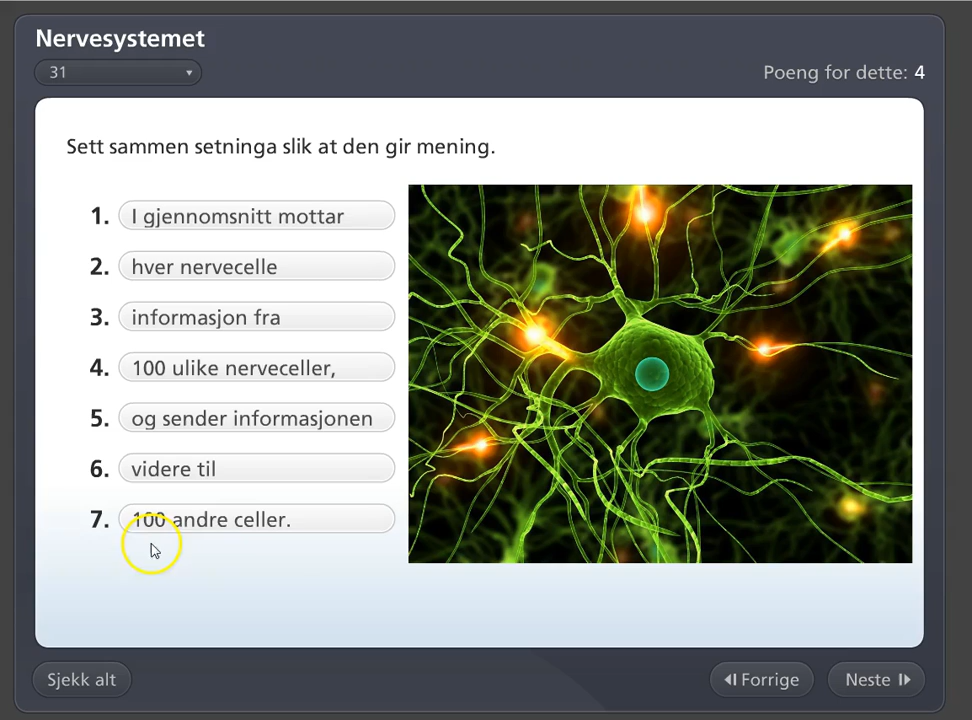 Nervesystemet
31
Poeng for dette: 4
Sett sammen setninga slik at den gir mening.
1. I gjennomsnitt mottar
2. hver nervecelle
3. informasjon fra
4. 100 ulike nerveceller,
5. og sender informasjonen
6. videre til
7. 100 andre celler.
Sjekk alt
Forrige
Neste